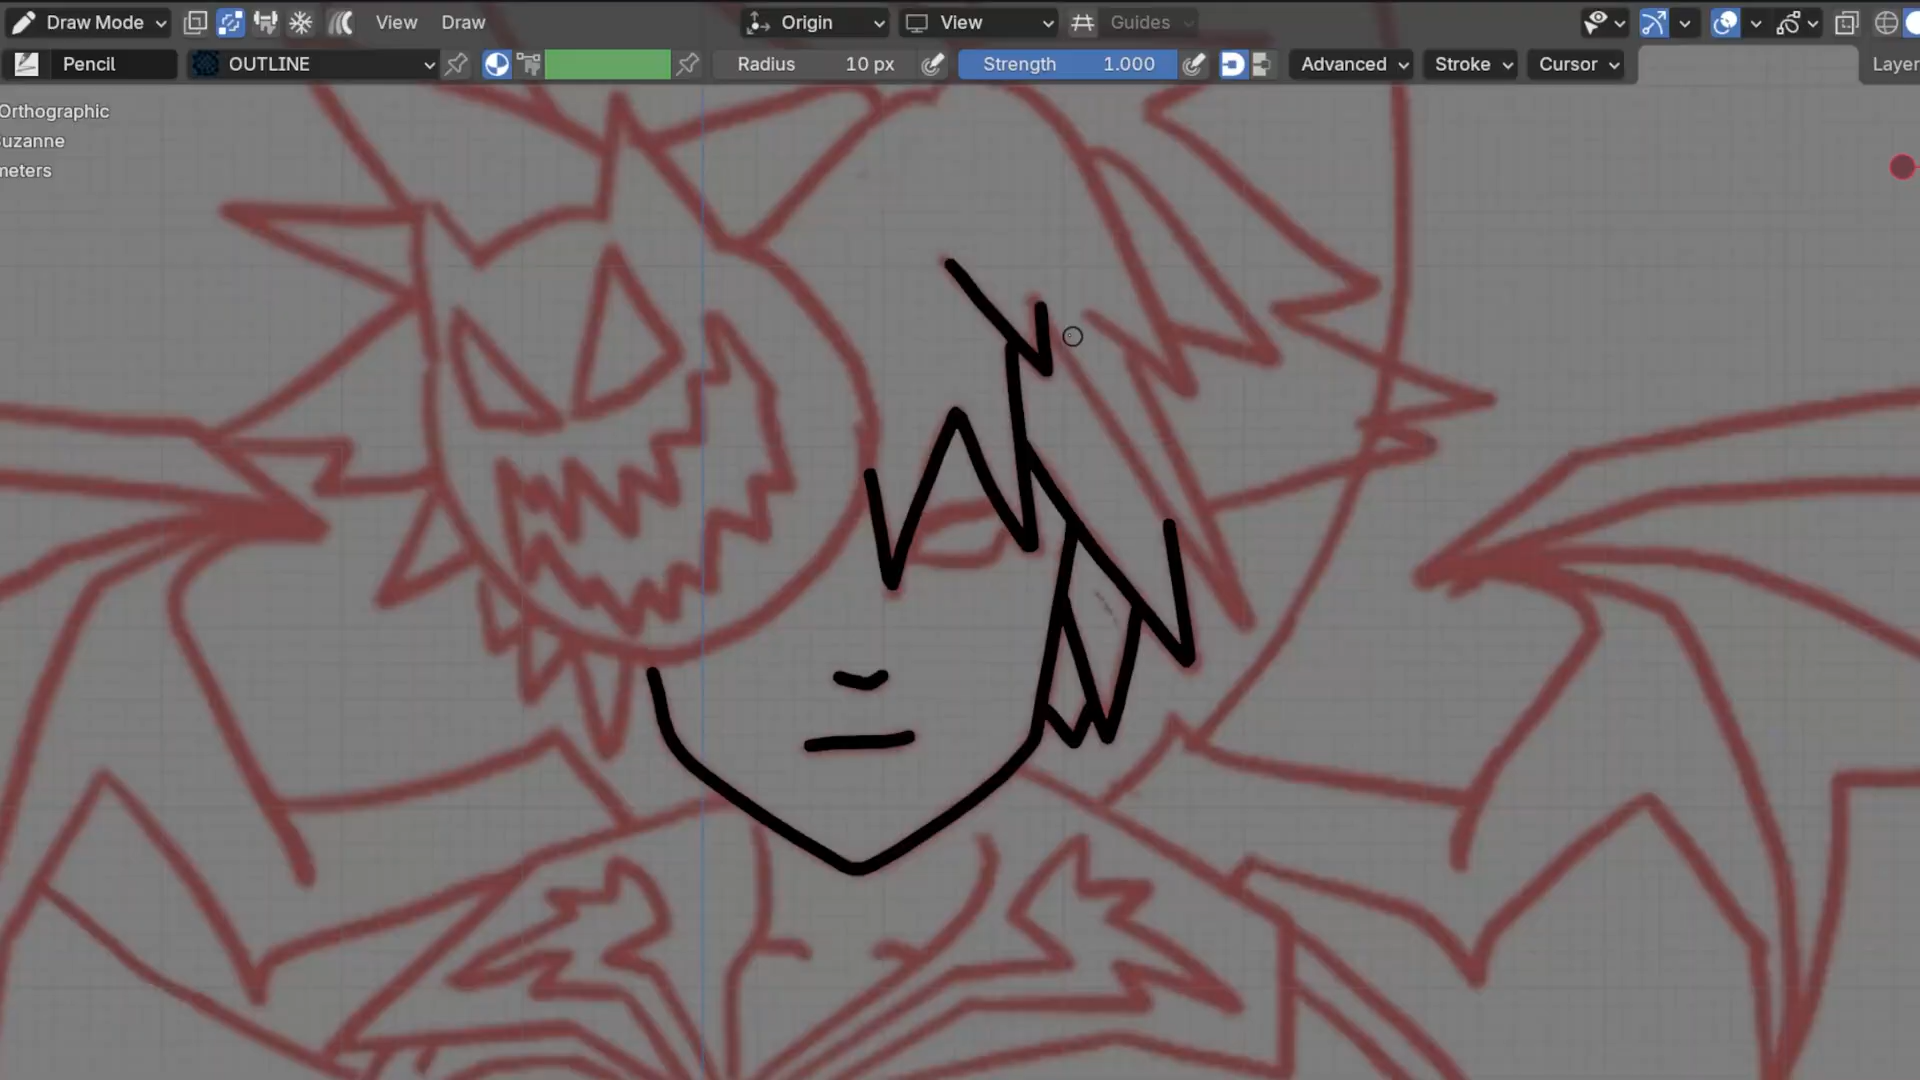 Draw Mode View Draw Origin View Guides
Pencil OUTLINE Radius 10 px Strength 1.000 Advanced Stroke Cursor Layer
Orthographic
uzanne
meters